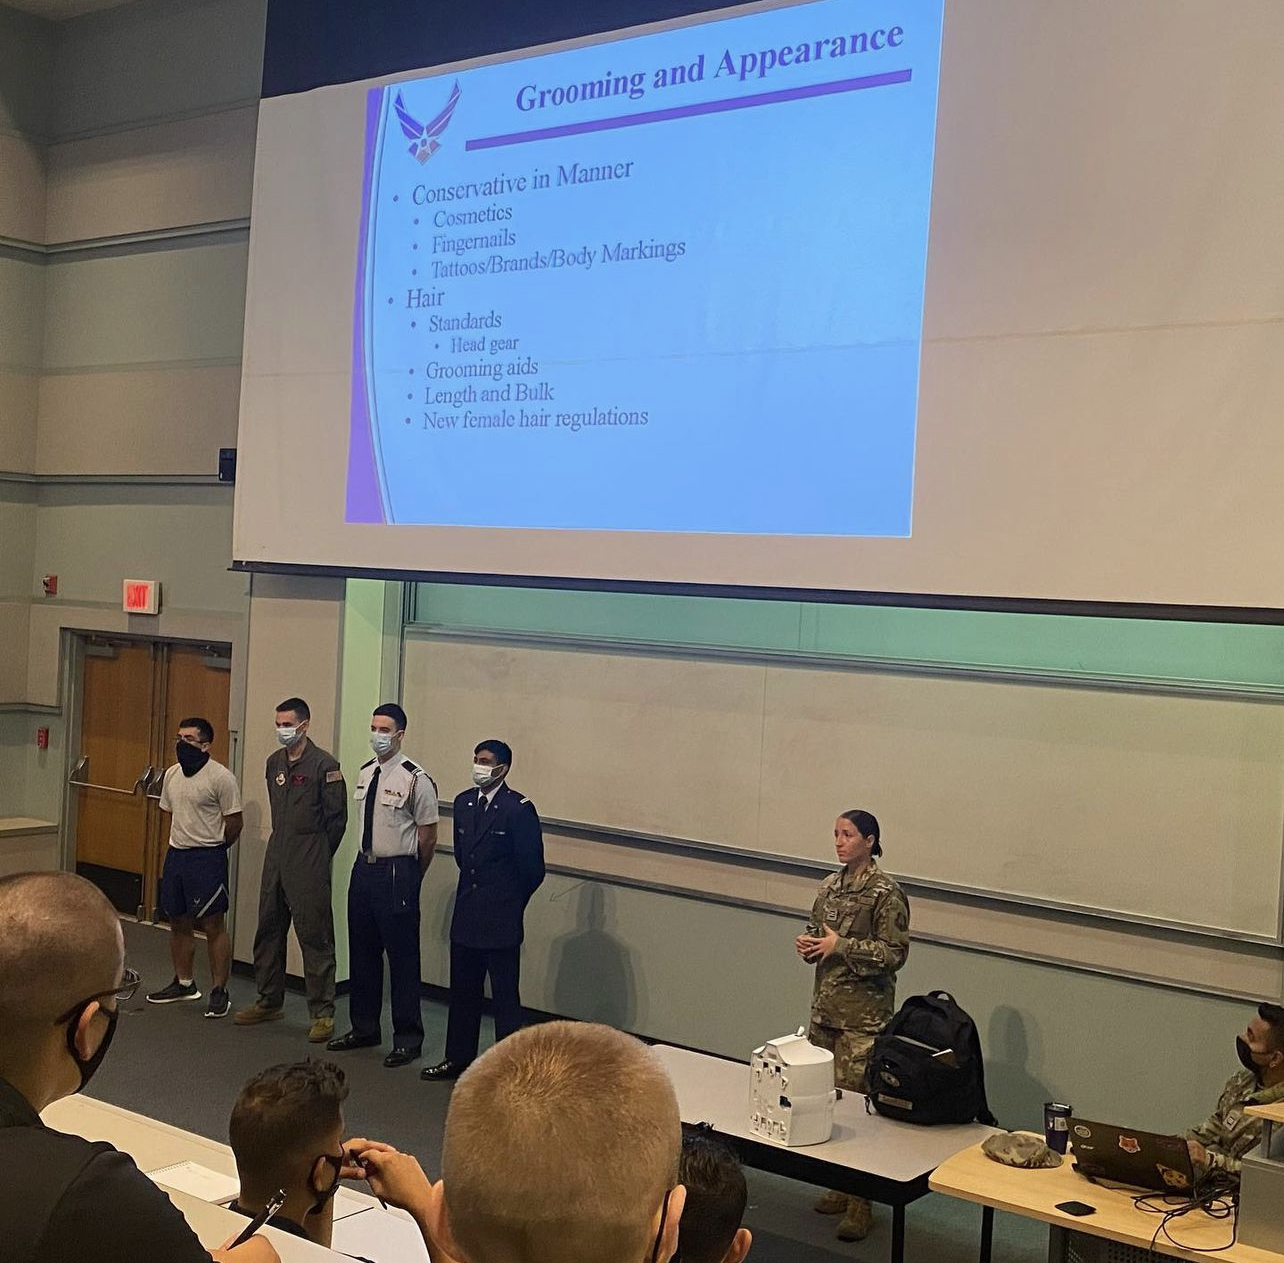 Grooming and Appearance
• Conservative in Manner
• Cosmetics
• Fingernails
• Tattoos/Brands/Body Markings
• Hair
• Standards
• Head gear
• Grooming aids
• Length and Bulk
• New female hair regulations
EXIT